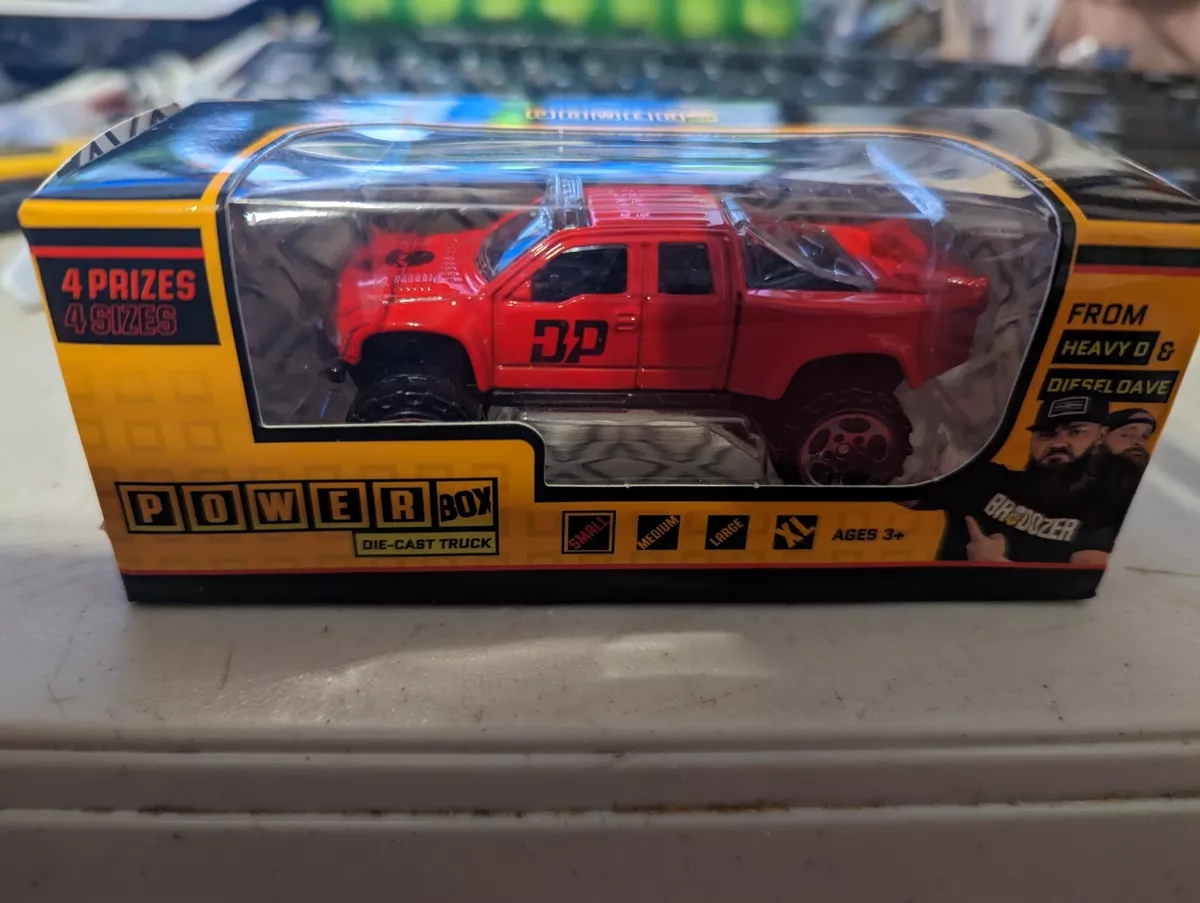 4 PRIZES
4 SIZES
DP
FROM
HEAVY D &
DIESEL DAVE
BRODOZER
POWER BOX
DIE-CAST TRUCK
SMALL
MEDIUM
LARGE
XL
AGES 3+